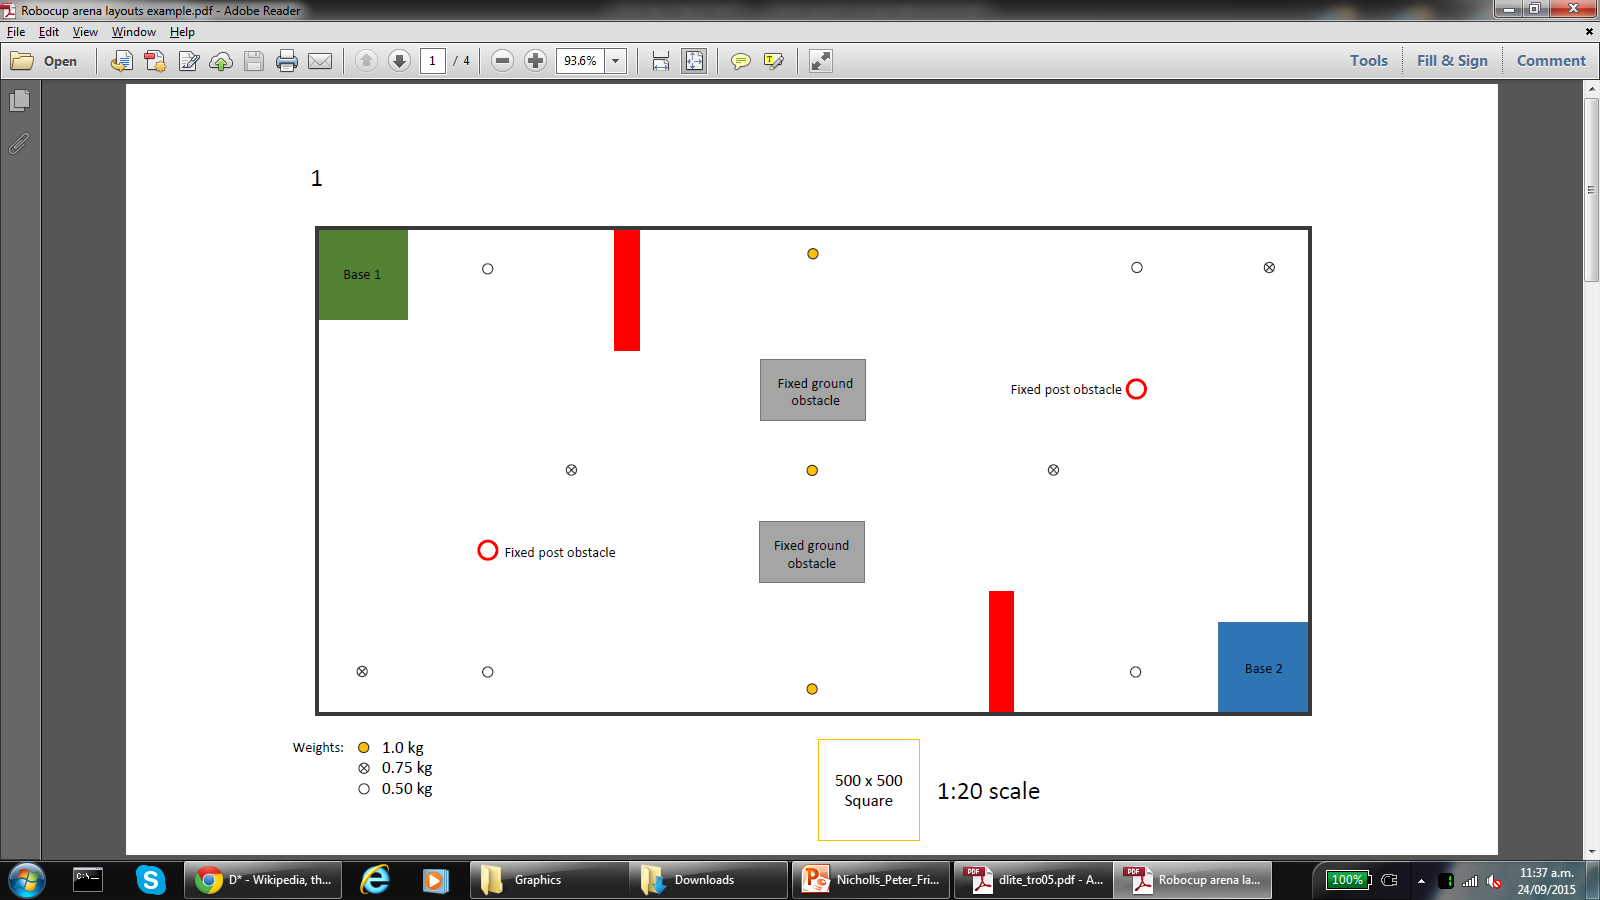 Robocup arena layouts example.pdf - Adobe Reader
File Edit View Window Help
Open 1 / 4 93.6% Tools Fill & Sign Comment
1
Base 1
Fixed ground
obstacle
Fixed post obstacle
Fixed post obstacle
Fixed ground
obstacle
Base 2
Weights: 1.0 kg
0.75 kg
0.50 kg
500 x 500
Square
1:20 scale
D* - Wikipedia, th... Graphics Downloads Nicholls_Peter_Fri... dlite_tro05.pdf - A... Robocup arena la... 100% 11:37 a.m.
24/09/2015